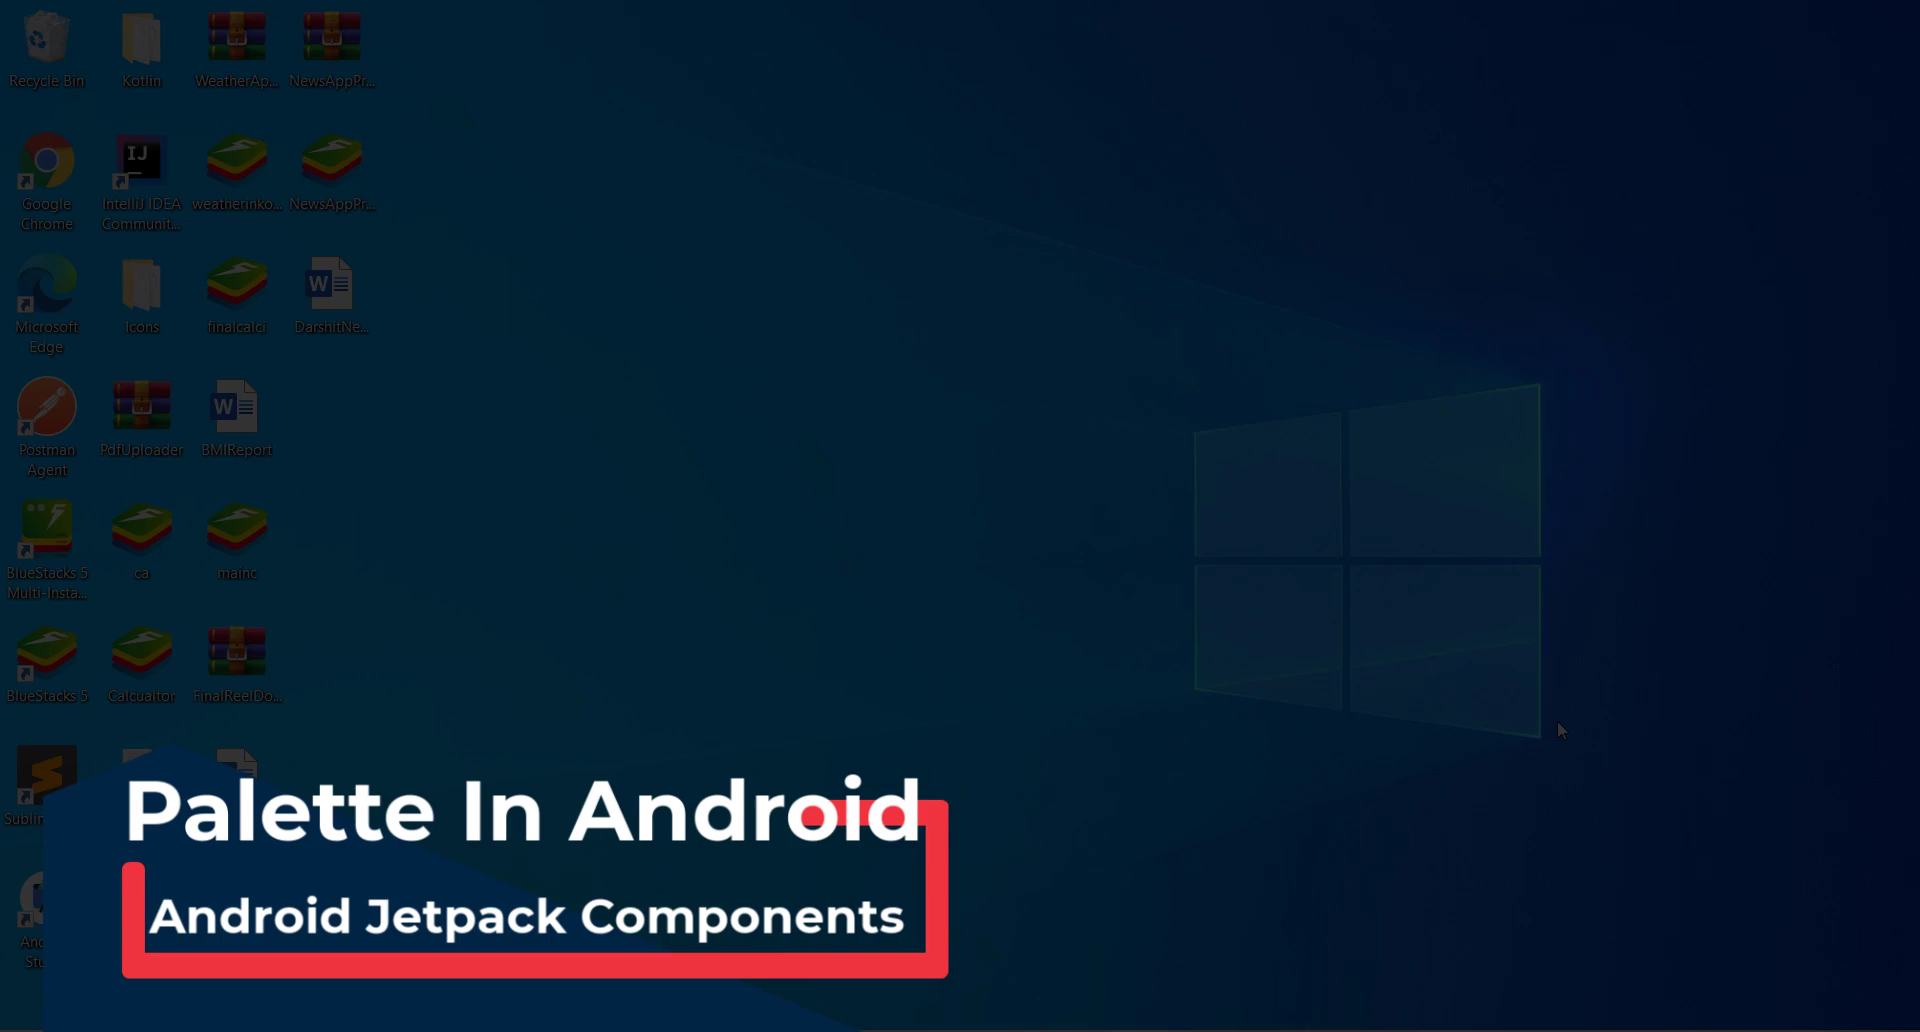 Recycle Bin
Kotlin
WeatherAp...
NewsAppPr...
Google
Chrome
IJ
IntelliJ IDEA
Communit...
weatherinko...
NewsAppPr...
Microsoft
Edge
Icons
finalcalci
W
DarshitNe...
Postman
Agent
PdfUploader
W
BMIReport
BlueStacks 5
Multi-Insta...
ca
mainc
BlueStacks 5
Calcualtor
FinalReelDo...
Palette In Android
Android Jetpack Components